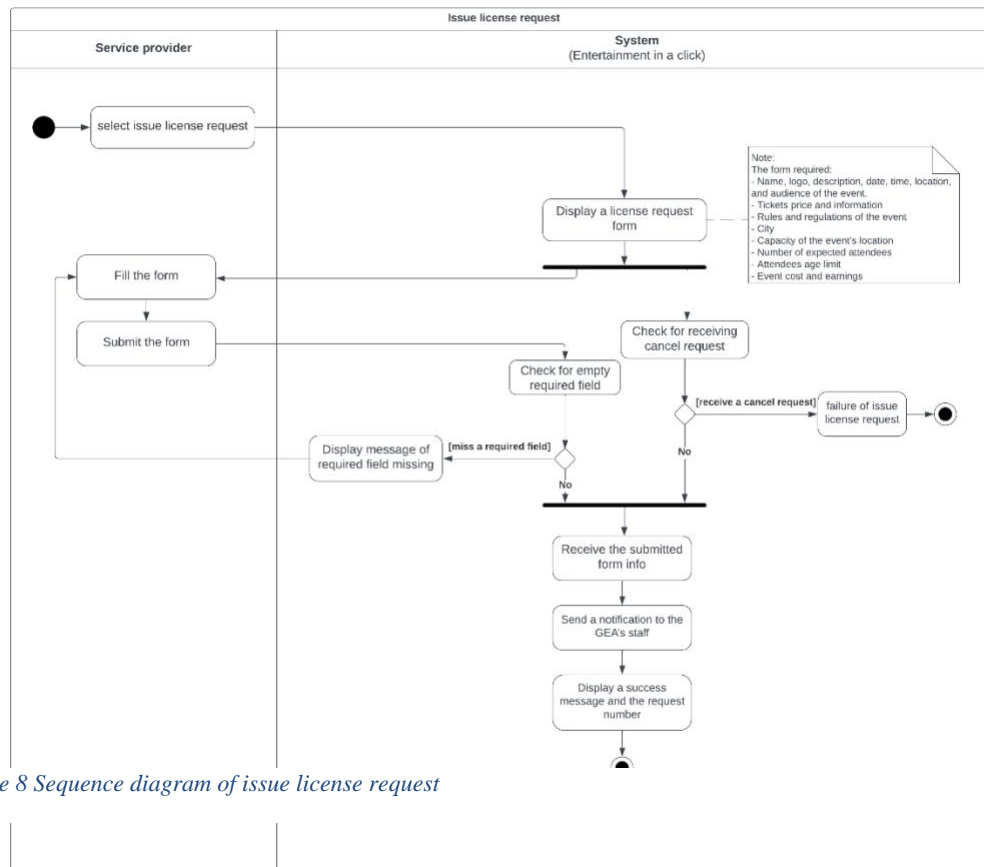 Issue license request
Service provider
System
(Entertainment in a click)
select issue license request
Note:
The form required:
- Name, logo, description, date, time, location,
and audience of the event.
- Tickets price and information
- Rules and regulations of the event
- City
- Capacity of the event's location
- Number of expected attendees
- Attendees age limit
- Event cost and earnings
Display a license request
form
Fill the form
Submit the form
Check for receiving
cancel request
Check for empty
required field
[receive a cancel request]
failure of issue
license request
Display message of
required field missing
[miss a required field]
No
No
Receive the submitted
form info
Send a notification to the
GEA's staff
Display a success
message and the request
number
e 8 Sequence diagram of issue license request